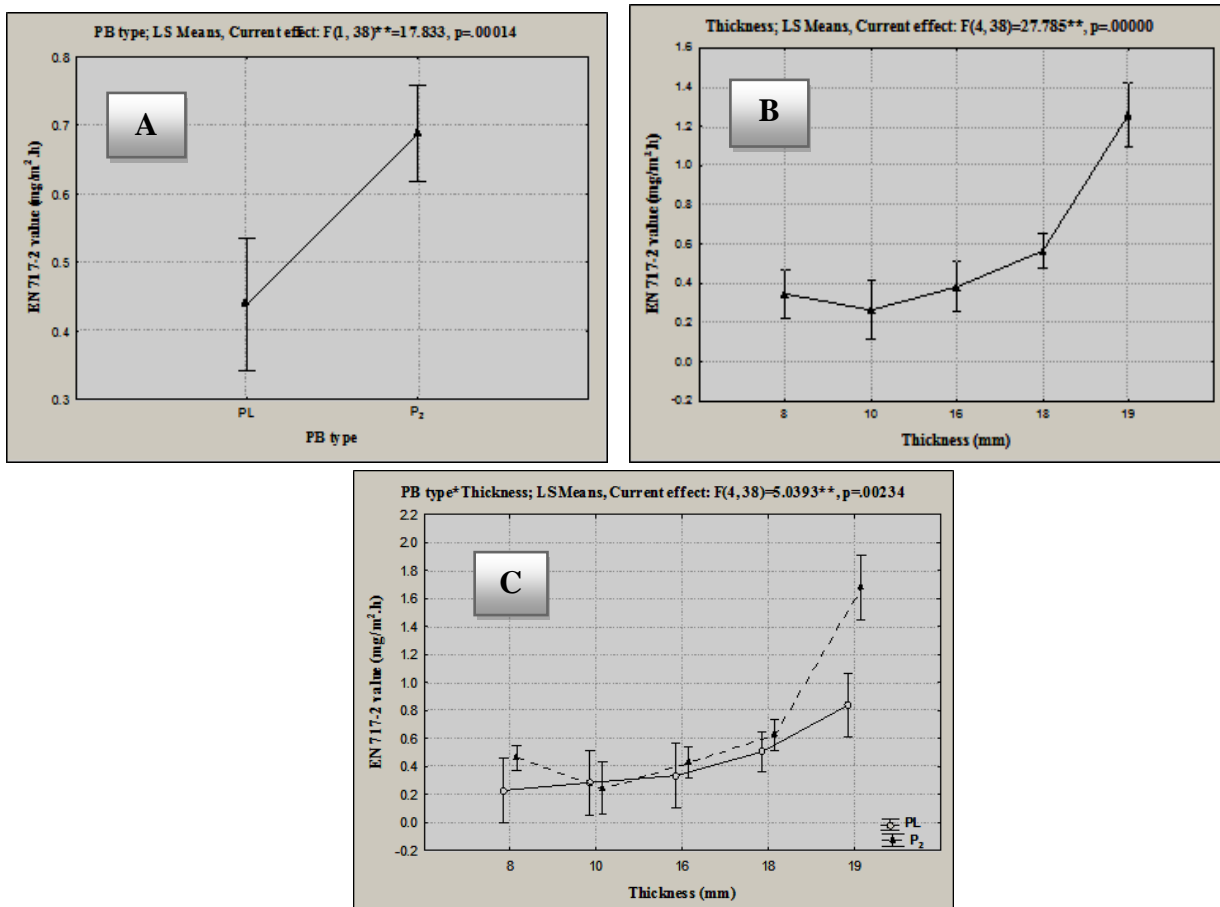 PB type; LS Means, Current effect: F(1, 38)**=17.833, p=.00014
0.8
0.7
0.6
0.5
0.4
0.3
EN 717-2 value (mg/m².h)
A
PL
P₂
PB type
Thickness; LS Means, Current effect: F(4, 38)=27.785**, p=.00000
1.6
1.4
1.2
1.0
0.8
0.6
0.4
0.2
0.0
-0.2
EN 717-2 value (mg/m².h)
B
8
10
16
18
19
Thickness (mm)
PB type*Thickness; LS Means, Current effect: F(4, 38)=5.0393**, p=.00234
2.2
2.0
1.8
1.6
1.4
1.2
1.0
0.8
0.6
0.4
0.2
0.0
-0.2
EN 717-2 value (mg/m².h)
C
PL
P₂
8
10
16
18
19
Thickness (mm)